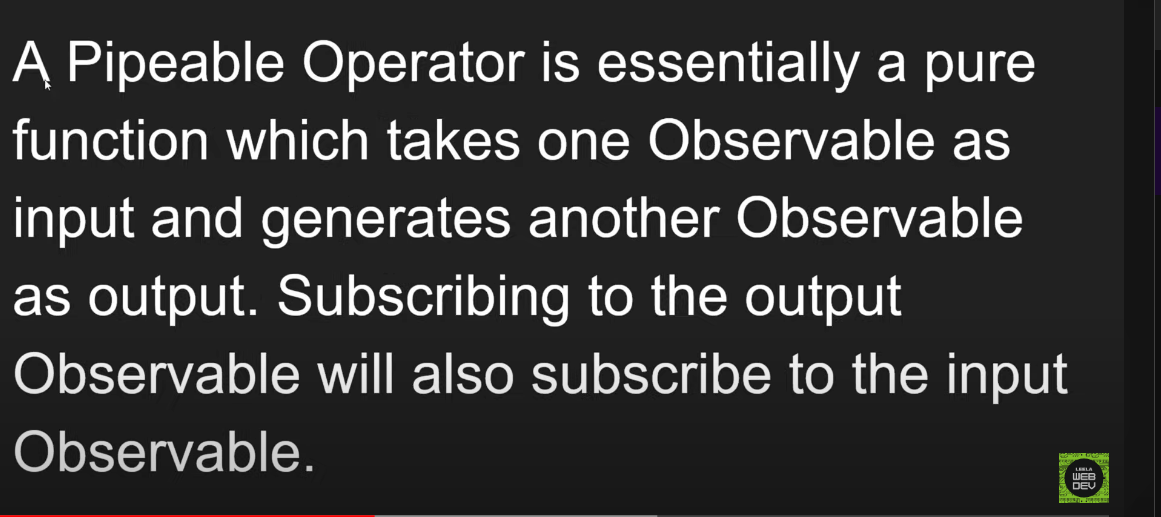 A Pipeable Operator is essentially a pure
function which takes one Observable as
input and generates another Observable
as output. Subscribing to the output
Observable will also subscribe to the input
Observable.
LEELA
WEB
DEV